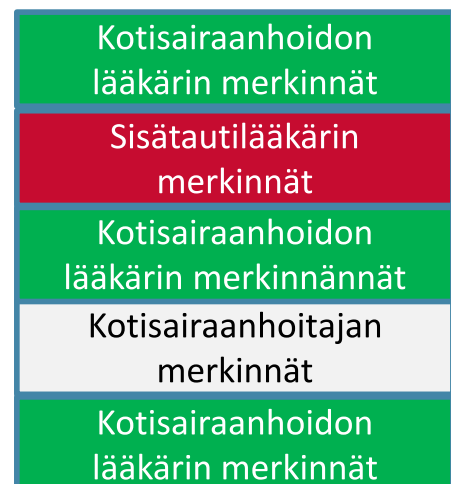 Kotisairaanhoidon
lääkärin merkinnät
Sisätautilääkärin
merkinnät
Kotisairaanhoidon
lääkärin merkinnännät
Kotisairaanhoitajan
merkinnät
Kotisairaanhoidon
lääkärin merkinnät